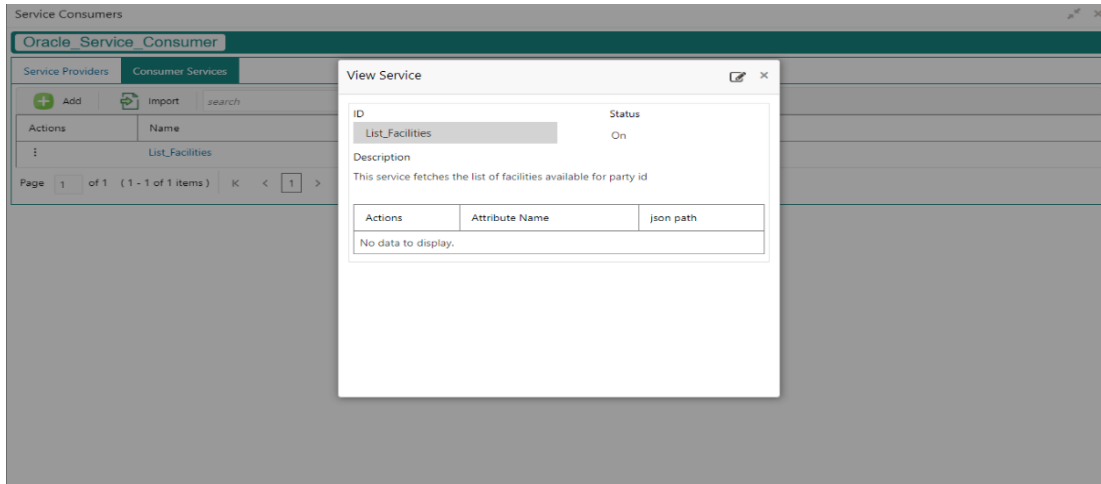 Service Consumers
Oracle_Service_Consumer
Service Providers Consumer Services
Add Import search
Actions Name
List_Facilities
Page 1 of 1 (1 - 1 of 1 items) K < 1 >
View Service
ID Status
List_Facilities On
Description
This service fetches the list of facilities available for party id
Actions Attribute Name json path
No data to display.